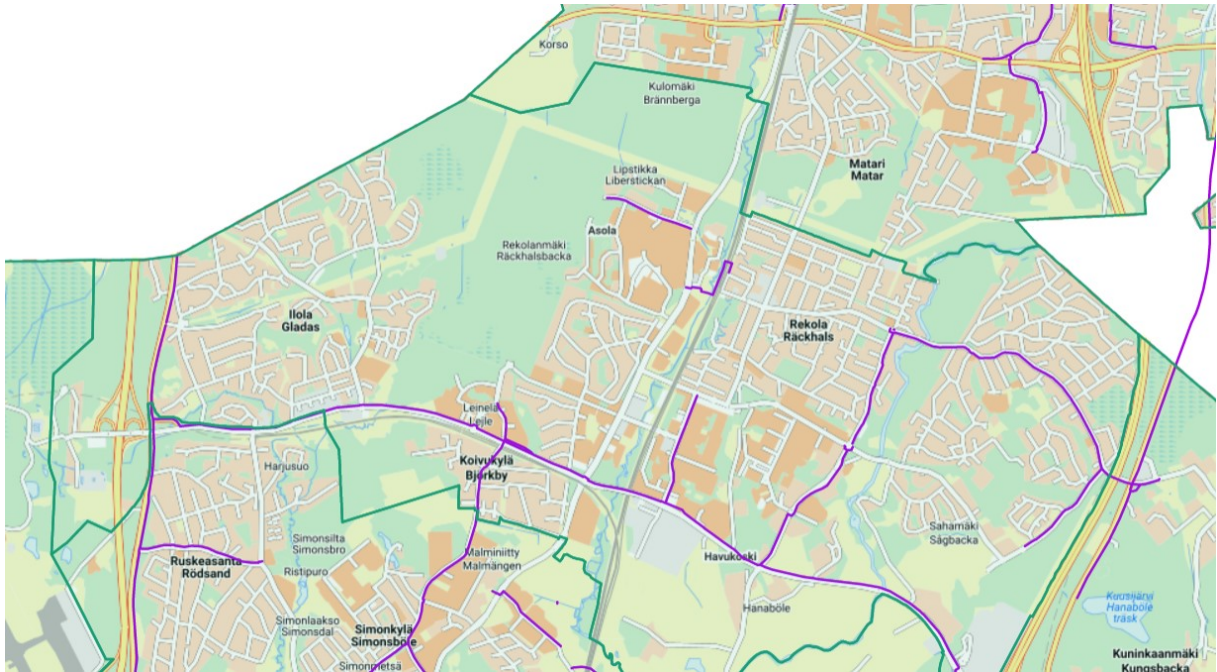 Korso
Kulomäki
Brännberga
Matari
Matar
Lipstikka
Liberstickan
Asola
Rekolanmäki
Räckhalsbacka
Ilola
Gladas
Rekola
Räckhals
Leinelä
Lejle
Koivukylä
Björkby
Harjusuo
Sahamäki
Sågbacka
Simonsilta
Simonsbro
Malminiitty
Malmängen
Havukoski
Ruskeasanta
Rödsand
Ristipuro
Kuusijärvi
Hanaböle
träsk
Hanaböle
Simonlaakso
Simonsdal
Simonkylä
Simonsböle
Simonmetsä
Kuninkaanmäki
Kungsbacka